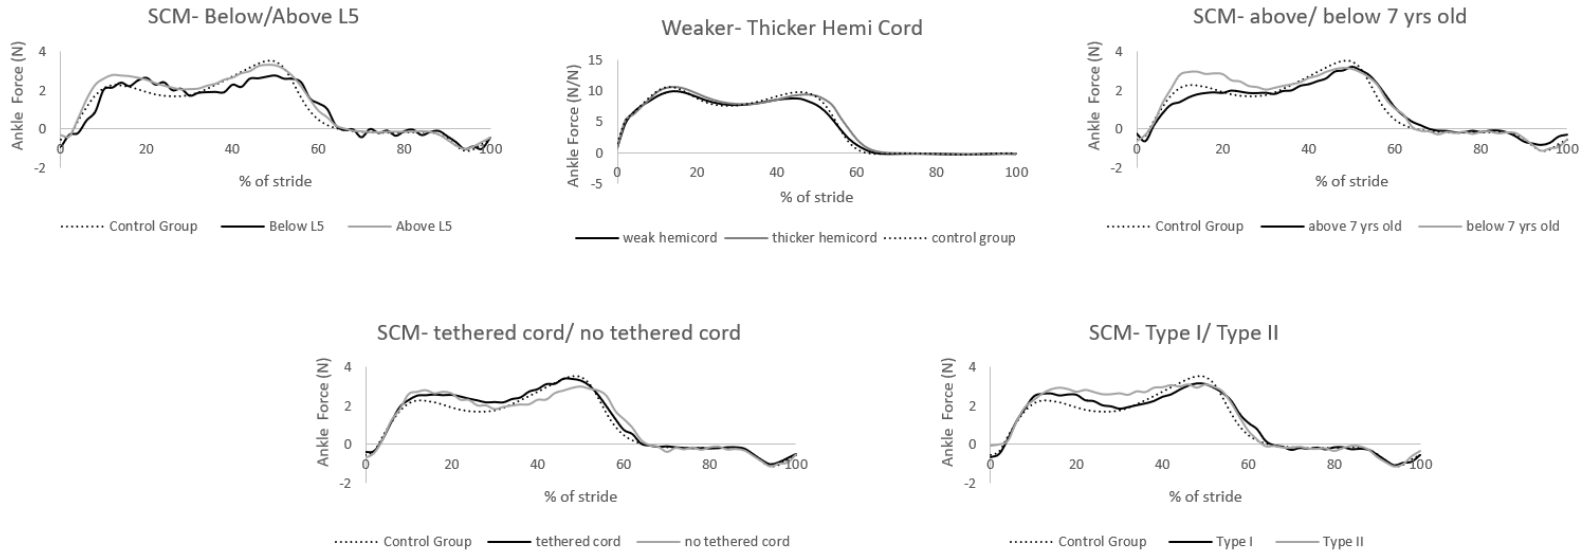 SCM- Below/Above L5
Ankle Force (N)
4
2
0
-2
0
20
40
60
80
100
% of stride
Control Group
Below L5
Above L5
Weaker- Thicker Hemi Cord
Ankle Force (N/N)
15
10
5
0
-5
0
20
40
60
80
100
% of stride
weak hemicord
thicker hemicord
control group
SCM- above/ below 7 yrs old
Ankle Force (N)
4
2
0
-2
0
20
40
60
80
100
% of stride
Control Group
above 7 yrs old
below 7 yrs old
SCM- tethered cord/ no tethered cord
Ankle Force (N)
4
2
0
-2
0
20
40
60
80
100
% of stride
Control Group
tethered cord
no tethered cord
SCM- Type I/ Type II
Ankle Force (N)
4
2
0
-2
0
20
40
60
80
100
% of stride
Control Group
Type I
Type II